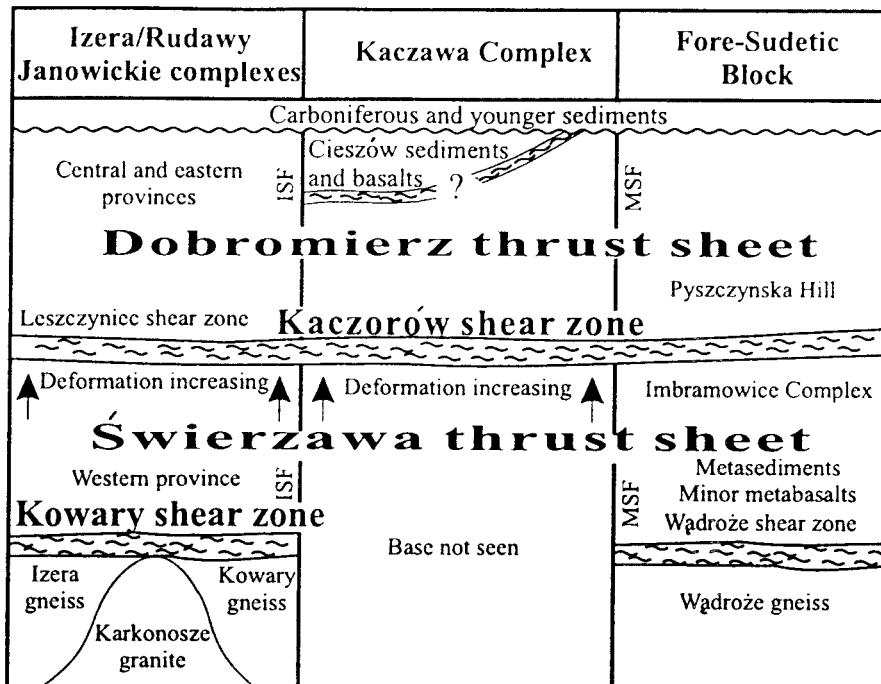 Izera/Rudawy
Janowickie complexes
Kaczawa Complex
Fore-Sudetic
Block
Carboniferous and younger sediments
Central and eastern
provinces
ISF
Cieszów sediments
and basalts
?
MSF
Dobromierz thrust sheet
Pyszczynska Hill
Leszczyniec shear zone
Kaczorów shear zone
Deformation increasing
Deformation increasing
Imbramowice Complex
Świerzawa thrust sheet
Western province
ISF
Kowary shear zone
MSF
Metasediments
Minor metabasalts
Wądroże shear zone
Base not seen
Izera
gneiss
Kowary
gneiss
Karkonosze
granite
Wądroże gneiss